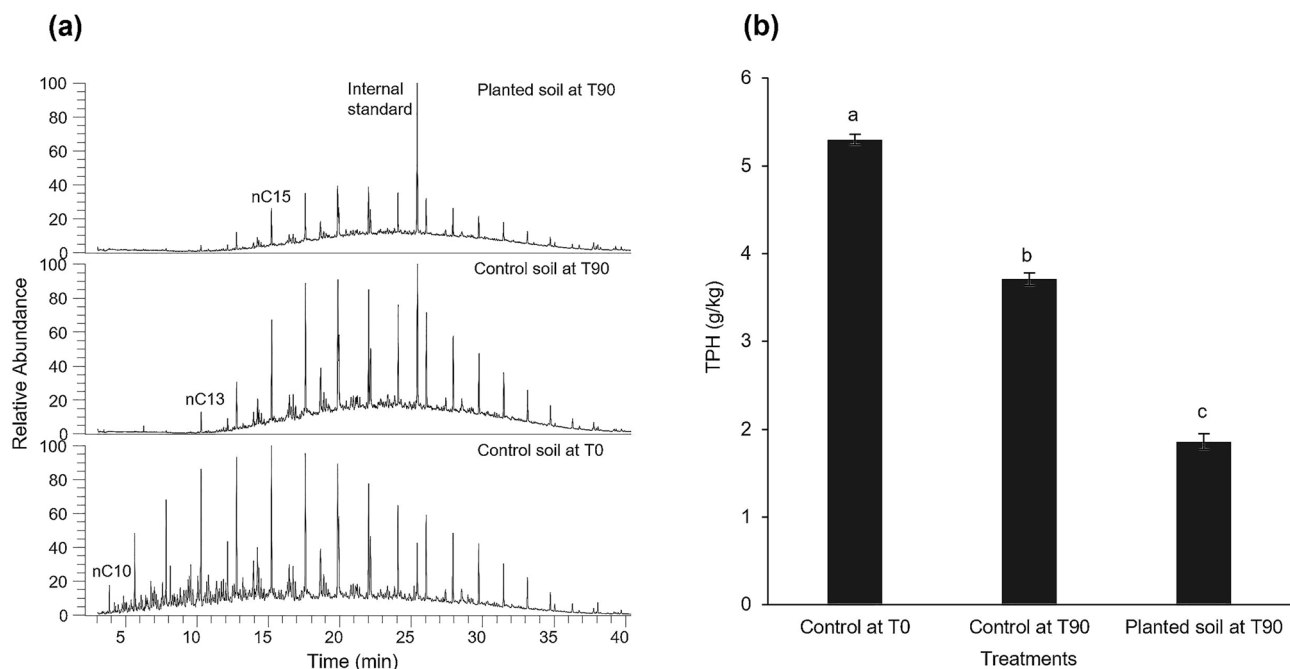 (a)
100
80
60
40
20
0
Internal
standard
Planted soil at T90
nC15
100
80
60
40
20
0
Control soil at T90
nC13
100
80
60
40
20
0
Control soil at T0
nC10
Relative Abundance
5 10 15 20 25 30 35 40
Time (min)
(b)
6
5
4
3
2
1
0
TPH (g/kg)
a
b
c
Control at T0 Control at T90 Planted soil at T90
Treatments